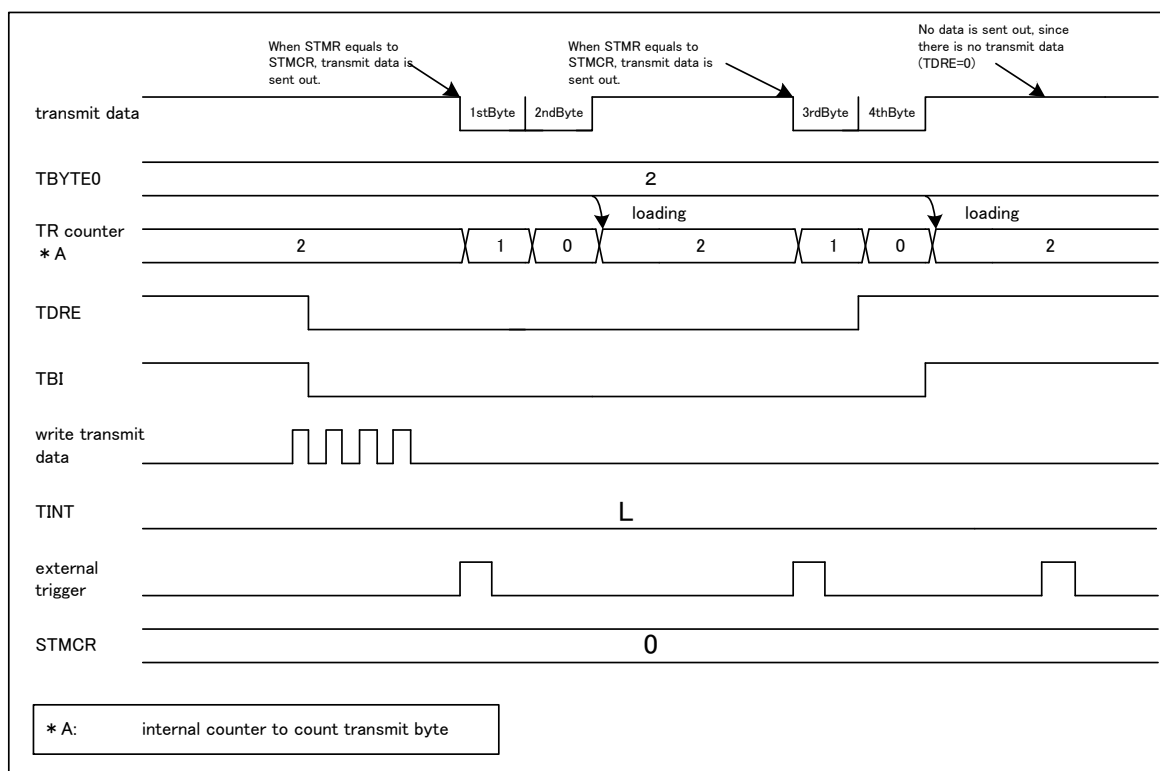 When STMR equals to
STMCR, transmit data is
sent out.
When STMR equals to
STMCR, transmit data is
sent out.
No data is sent out, since
there is no transmit data
(TDRE=0)
transmit data
1stByte
2ndByte
3rdByte
4thByte
TBYTE0
2
loading
loading
TR counter
* A
2
1
0
2
1
0
2
TDRE
TBI
write transmit
data
TINT
L
external
trigger
STMCR
0
* A: internal counter to count transmit byte